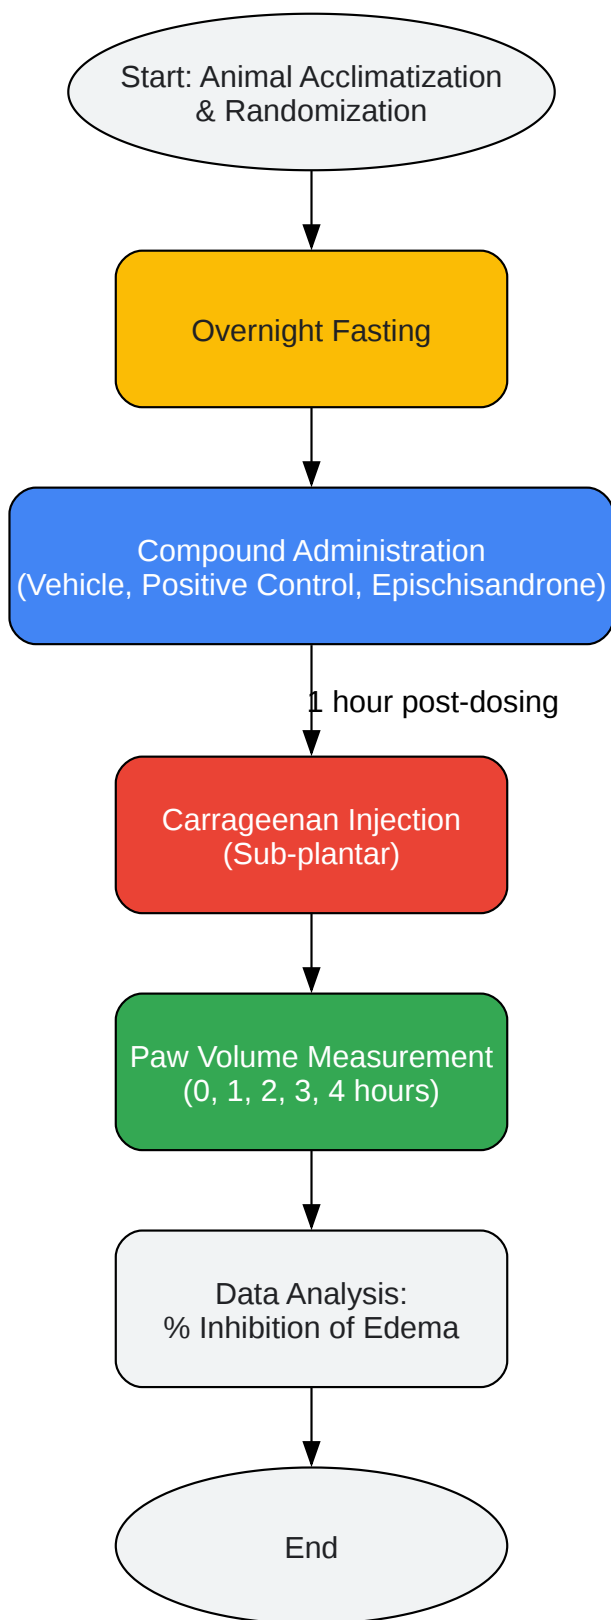 Start: Animal Acclimatization
& Randomization
Overnight Fasting
Compound Administration
(Vehicle, Positive Control, Epischisandrone)
1 hour post-dosing
Carrageenan Injection
(Sub-plantar)
Paw Volume Measurement
(0, 1, 2, 3, 4 hours)
Data Analysis:
% Inhibition of Edema
End